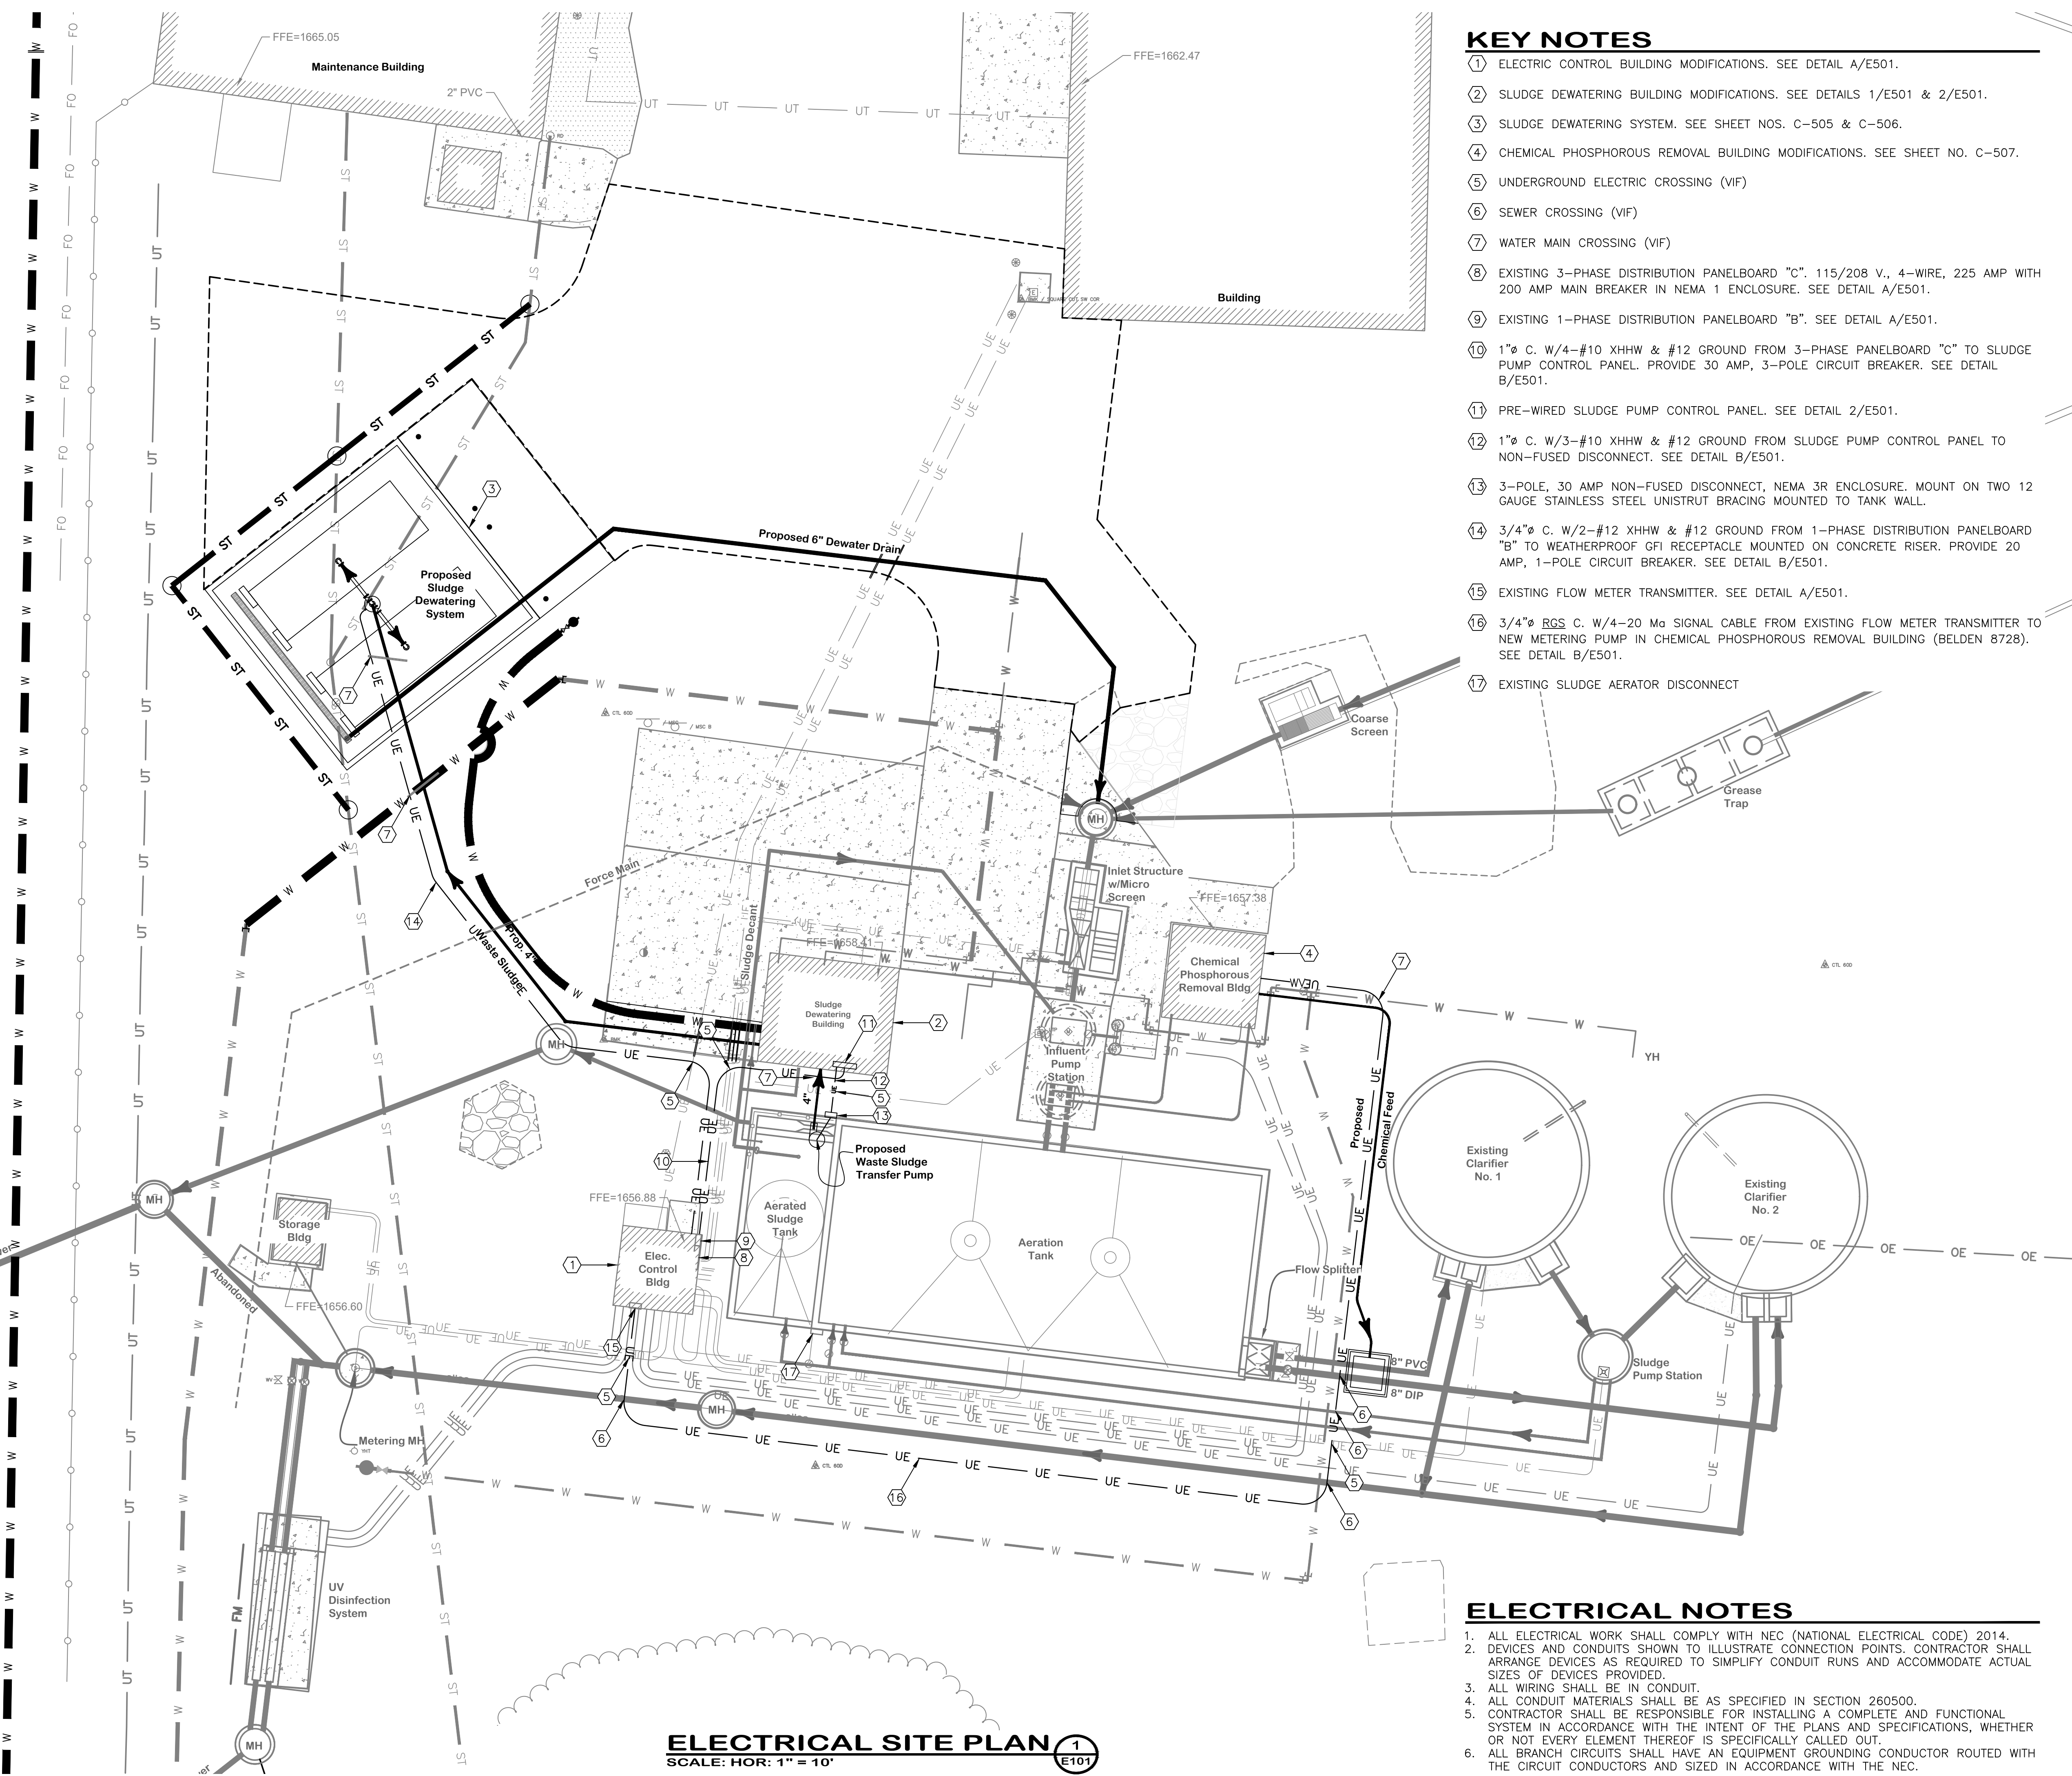 KEY NOTES
1 ELECTRIC CONTROL BUILDING MODIFICATIONS. SEE DETAIL A/E501.
2 SLUDGE DEWATERING BUILDING MODIFICATIONS. SEE DETAILS 1/E501 & 2/E501.
3 SLUDGE DEWATERING SYSTEM. SEE SHEET NOS. C-505 & C-506.
4 CHEMICAL PHOSPHOROUS REMOVAL BUILDING MODIFICATIONS. SEE SHEET NO. C-507.
5 UNDERGROUND ELECTRIC CROSSING (VIF)
6 SEWER CROSSING (VIF)
7 WATER MAIN CROSSING (VIF)
8 EXISTING 3-PHASE DISTRIBUTION PANELBOARD "C". 115/208 V., 4-WIRE, 225 AMP WITH
200 AMP MAIN BREAKER IN NEMA 1 ENCLOSURE. SEE DETAIL A/E501.
9 EXISTING 1-PHASE DISTRIBUTION PANELBOARD "B". SEE DETAIL A/E501.
10 1"ø C. W/4-#10 XHHW & #12 GROUND FROM 3-PHASE PANELBOARD "C" TO SLUDGE
PUMP CONTROL PANEL. PROVIDE 30 AMP, 3-POLE CIRCUIT BREAKER. SEE DETAIL
B/E501.
11 PRE-WIRED SLUDGE PUMP CONTROL PANEL. SEE DETAIL 2/E501.
12 1"ø C. W/3-#10 XHHW & #12 GROUND FROM SLUDGE PUMP CONTROL PANEL TO
NON-FUSED DISCONNECT. SEE DETAIL B/E501.
13 3-POLE, 30 AMP NON-FUSED DISCONNECT, NEMA 3R ENCLOSURE. MOUNT ON TWO 12
GAUGE STAINLESS STEEL UNISTRUT BRACING MOUNTED TO TANK WALL.
14 3/4"ø C. W/2-#12 XHHW & #12 GROUND FROM 1-PHASE DISTRIBUTION PANELBOARD
"B" TO WEATHERPROOF GFI RECEPTACLE MOUNTED ON CONCRETE RISER. PROVIDE 20
AMP, 1-POLE CIRCUIT BREAKER. SEE DETAIL B/E501.
15 EXISTING FLOW METER TRANSMITTER. SEE DETAIL A/E501.
16 3/4"ø RGS C. W/4-20 Ma SIGNAL CABLE FROM EXISTING FLOW METER TRANSMITTER TO
NEW METERING PUMP IN CHEMICAL PHOSPHOROUS REMOVAL BUILDING (BELDEN 8728).
SEE DETAIL B/E501.
17 EXISTING SLUDGE AERATOR DISCONNECT
FFE=1665.05
Maintenance Building
2" PVC
FFE=1662.47
Building
SQUARE CUT SW COR
Proposed 6" Dewater Drain
Proposed
Sludge
Dewatering
System
CTL 60D
Coarse
Screen
Grease
Trap
MH
Force Main
Inlet Structure
w/Micro
Screen
FFE=1657.38
Sludge Decant
FFE=1658.41
Prop. 4"
Waste Sludge
Sludge
Dewatering
Building
Chemical
Phosphorous
Removal Bldg
CTL 60D
MH
Influent
Pump
Station
YH
4"
Proposed
Waste Sludge
Transfer Pump
Proposed
Chemical Feed
Existing
Clarifier
No. 1
Existing
Clarifier
No. 2
MH
Storage
Bldg
FFE=1656.88
Aerated
Sludge
Tank
Aeration
Tank
Elec.
Control
Bldg
Abandoned
FFE=1656.60
Flow Splitter
8" PVC
8" DIP
Sludge
Pump Station
MH
Metering MH
CTL 60D
UV
Disinfection
System
FM
MH
ELECTRICAL SITE PLAN
SCALE: HOR: 1" = 10'
1
E101
ELECTRICAL NOTES
1. ALL ELECTRICAL WORK SHALL COMPLY WITH NEC (NATIONAL ELECTRICAL CODE) 2014.
2. DEVICES AND CONDUITS SHOWN TO ILLUSTRATE CONNECTION POINTS. CONTRACTOR SHALL
ARRANGE DEVICES AS REQUIRED TO SIMPLIFY CONDUIT RUNS AND ACCOMMODATE ACTUAL
SIZES OF DEVICES PROVIDED.
3. ALL WIRING SHALL BE IN CONDUIT.
4. ALL CONDUIT MATERIALS SHALL BE AS SPECIFIED IN SECTION 260500.
5. CONTRACTOR SHALL BE RESPONSIBLE FOR INSTALLING A COMPLETE AND FUNCTIONAL
SYSTEM IN ACCORDANCE WITH THE INTENT OF THE PLANS AND SPECIFICATIONS, WHETHER
OR NOT EVERY ELEMENT THEREOF IS SPECIFICALLY CALLED OUT.
6. ALL BRANCH CIRCUITS SHALL HAVE AN EQUIPMENT GROUNDING CONDUCTOR ROUTED WITH
THE CIRCUIT CONDUCTORS AND SIZED IN ACCORDANCE WITH THE NEC.